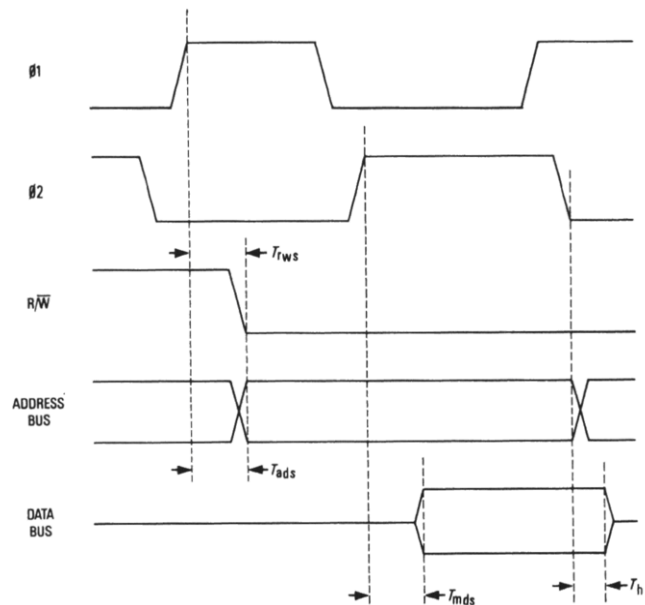 ø1
ø2
Trws
R/W̅
ADDRESS
BUS
Tads
DATA
BUS
Tmds
Th